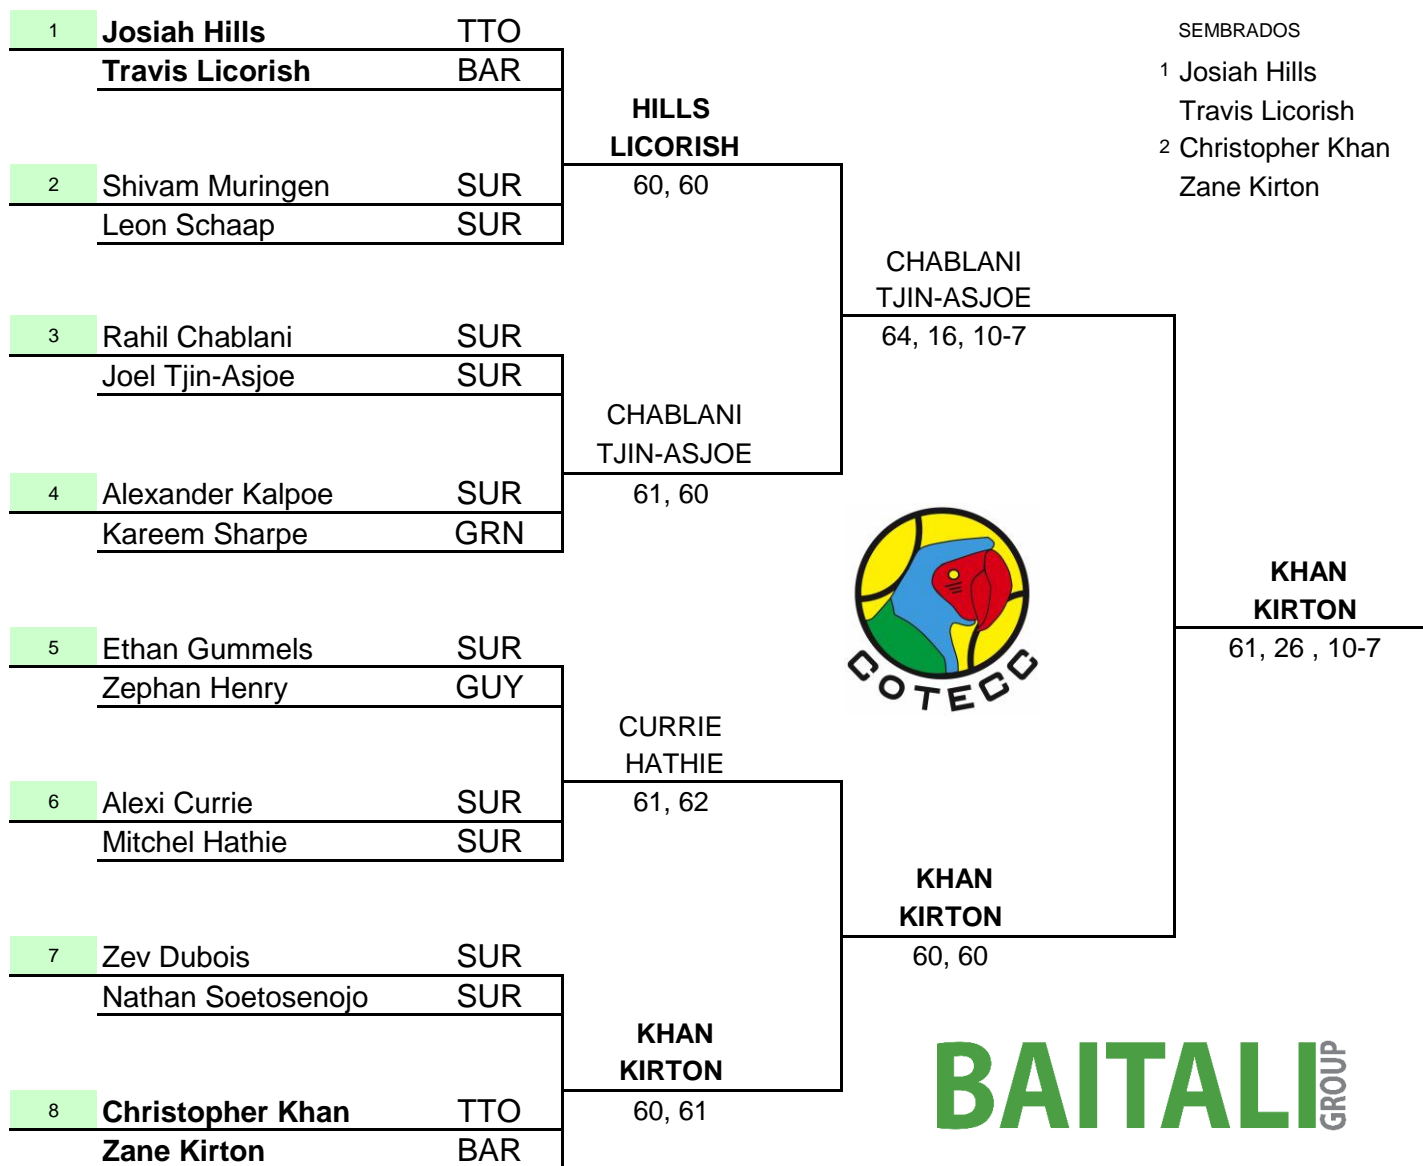 1 Josiah Hills TTO
Travis Licorish BAR
2 Shivam Muringen SUR
Leon Schaap SUR
3 Rahil Chablani SUR
Joel Tjin-Asjoe SUR
4 Alexander Kalpoe SUR
Kareem Sharpe GRN
5 Ethan Gummels SUR
Zephan Henry GUY
6 Alexi Currie SUR
Mitchel Hathie SUR
7 Zev Dubois SUR
Nathan Soetosenojo SUR
8 Christopher Khan TTO
Zane Kirton BAR
HILLS
LICORISH
60, 60
CHABLANI
TJIN-ASJOE
61, 60
CURRIE
HATHIE
61, 62
KHAN
KIRTON
60, 61
CHABLANI
TJIN-ASJOE
64, 16, 10-7
KHAN
KIRTON
60, 60
KHAN
KIRTON
61, 26 , 10-7
SEMBRADOS
1 Josiah Hills
Travis Licorish
2 Christopher Khan
Zane Kirton
COTECC
BAITALI GROUP